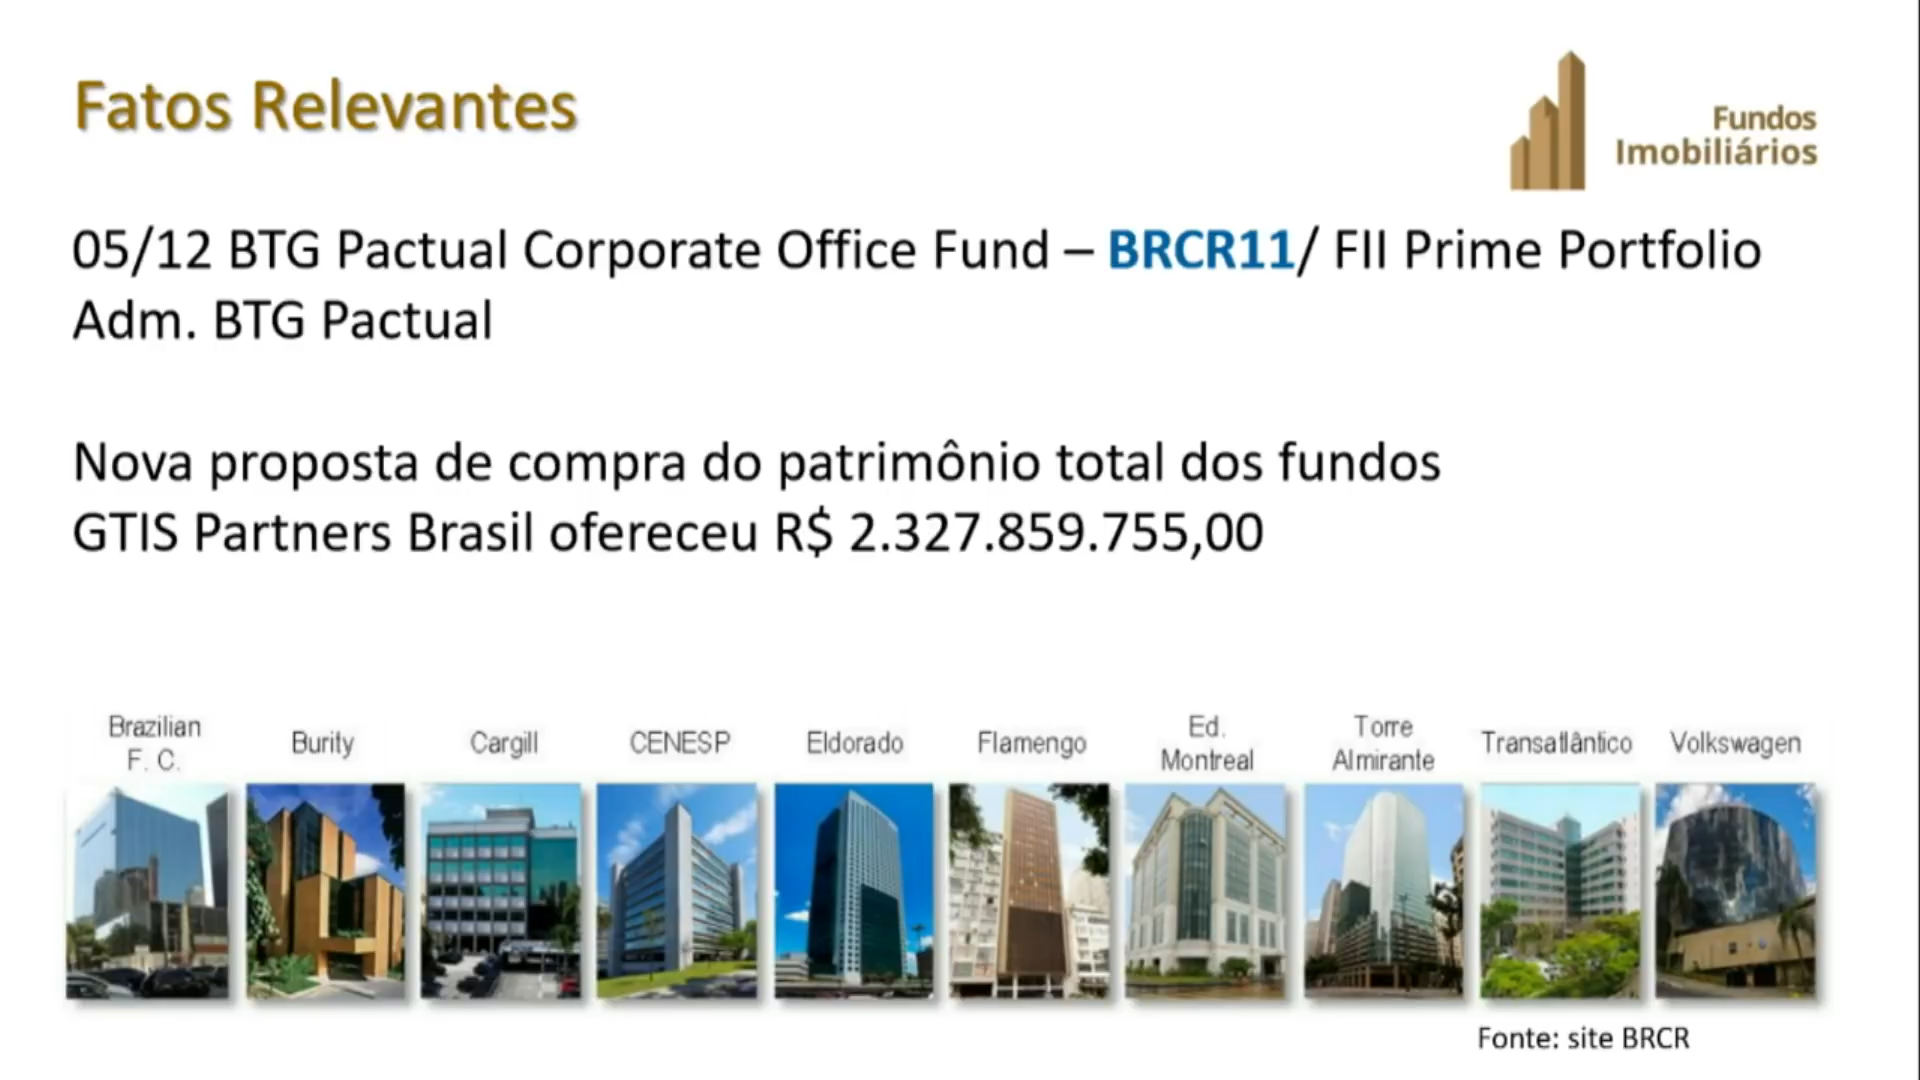 Fatos Relevantes
Fundos
Imobiliários
05/12 BTG Pactual Corporate Office Fund – BRCR11/ FII Prime Portfolio
Adm. BTG Pactual
Nova proposta de compra do patrimônio total dos fundos
GTIS Partners Brasil ofereceu R$ 2.327.859.755,00
Brazilian
F. C.
Burity
Cargill
CENESP
Eldorado
Flamengo
Ed.
Montreal
Torre
Almirante
Transatlântico
Volkswagen
Fonte: site BRCR